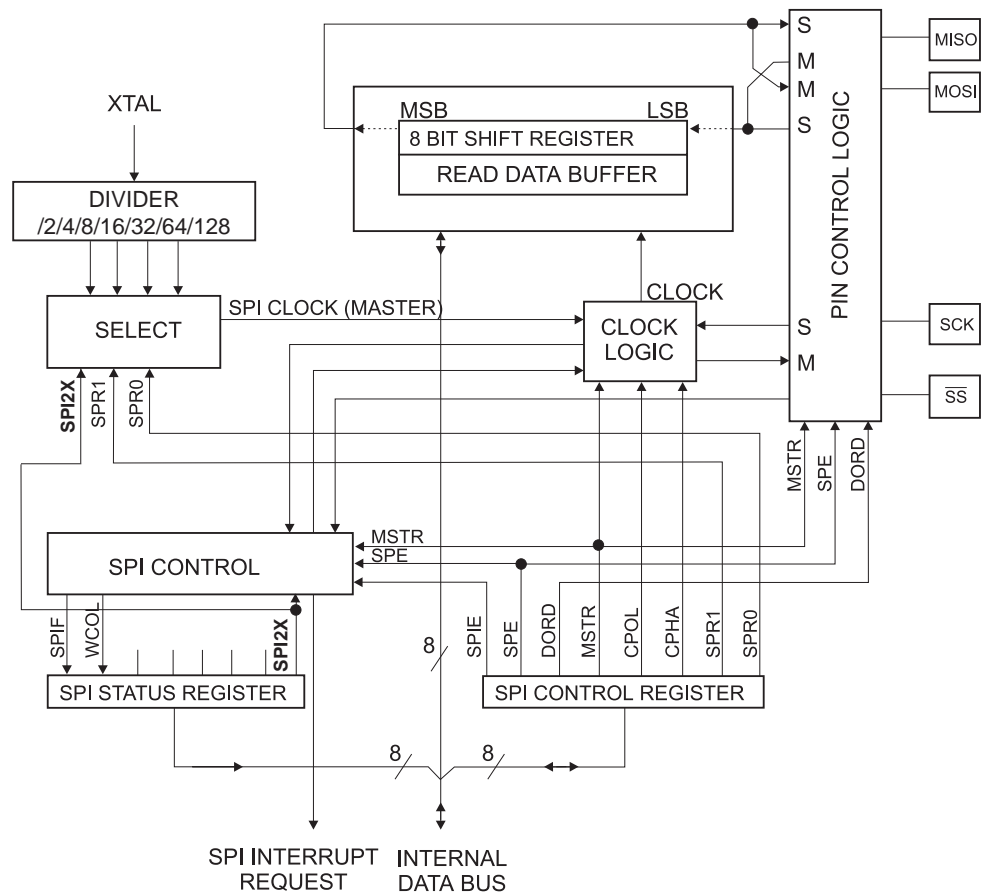 S
MISO
M
MOSI
M
S
XTAL
MSB
LSB
8 BIT SHIFT REGISTER
READ DATA BUFFER
PIN CONTROL LOGIC
DIVIDER
/2/4/8/16/32/64/128
SPI CLOCK (MASTER)
CLOCK
SELECT
CLOCK
LOGIC
S
SCK
M
SS
SPI2X
SPR1
SPR0
MSTR
SPE
DORD
MSTR
SPE
SPI CONTROL
SPIF
WCOL
SPI2X
8
SPIE
SPE
DORD
MSTR
CPOL
CPHA
SPR1
SPR0
SPI STATUS REGISTER
SPI CONTROL REGISTER
8
8
SPI INTERRUPT
REQUEST
INTERNAL
DATA BUS